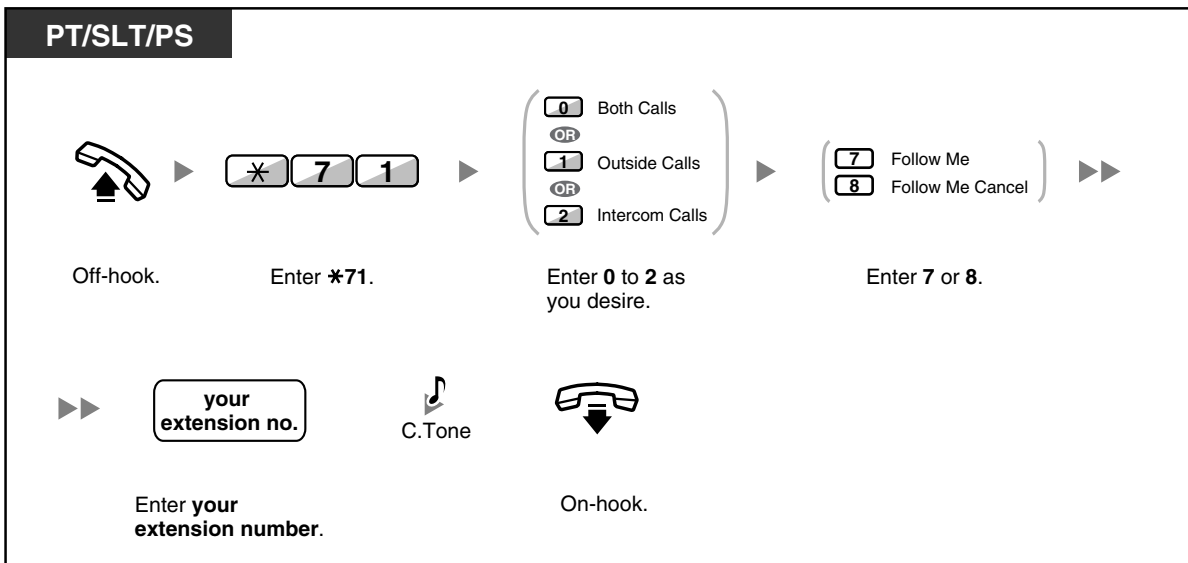 PT/SLT/PS
0 Both Calls
OR
1 Outside Calls
OR
2 Intercom Calls
7 Follow Me
8 Follow Me Cancel
* 7 1
Off-hook.
Enter *71.
Enter 0 to 2 as
you desire.
Enter 7 or 8.
your
extension no.
C.Tone
Enter your
extension number.
On-hook.